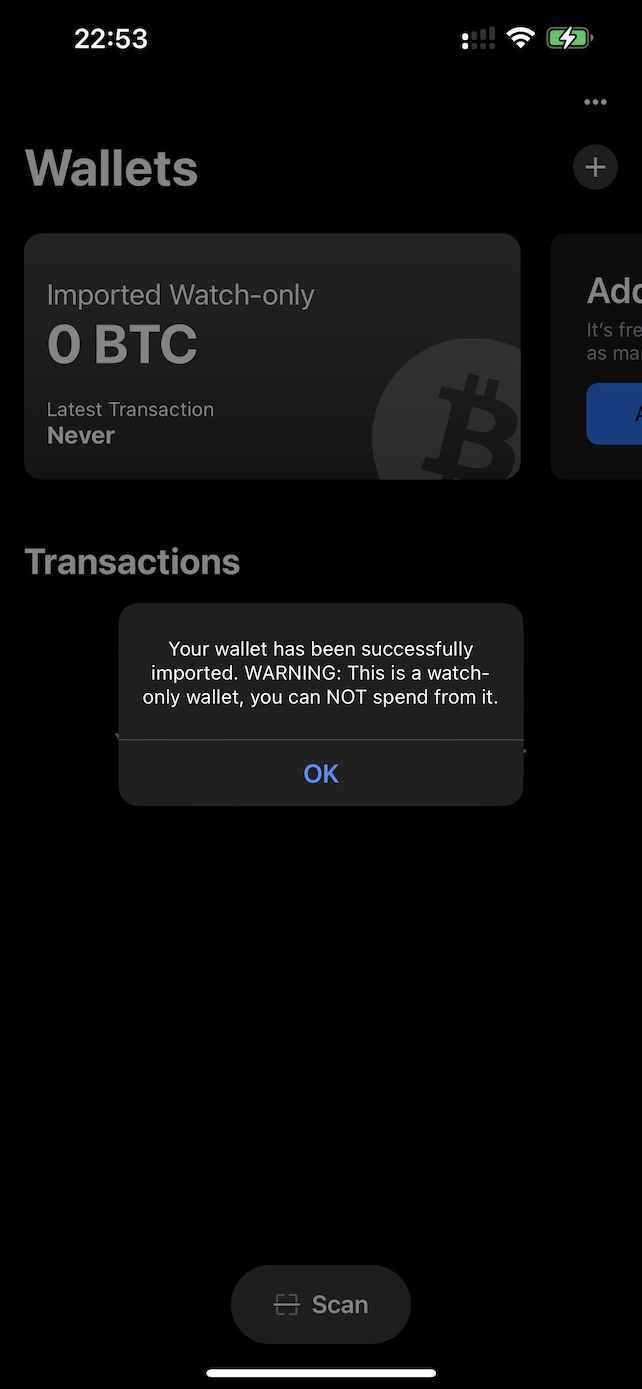 22:53
Wallets
Imported Watch-only
0 BTC
Latest Transaction
Never
It's fre
as mar
Transactions
Your wallet has been successfully
imported. WARNING: This is a watch-
only wallet, you can NOT spend from it.
OK
Scan